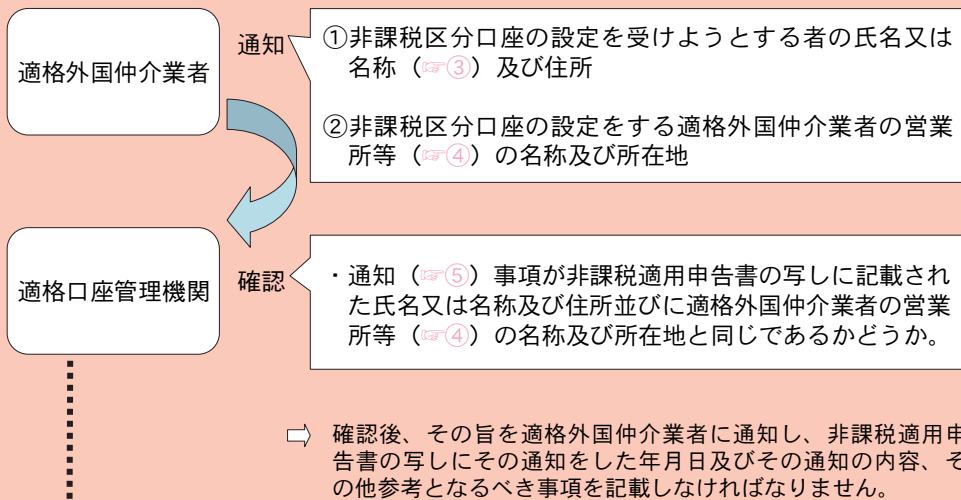 適格外国仲介業者
通知
①非課税区分口座の設定を受けようとする者の氏名又は
名称（☞③）及び住所
②非課税区分口座の設定をする適格外国仲介業者の営業
所等（☞④）の名称及び所在地
適格口座管理機関
確認
・通知（☞⑤）事項が非課税適用申告書の写しに記載され
た氏名又は名称及び住所並びに適格外国仲介業者の営業
所等（☞④）の名称及び所在地と同じであるかどうか。
⇨ 確認後、その旨を適格外国仲介業者に通知し、非課税適用申
告書の写しにその通知をした年月日及びその通知の内容、そ
の他参考となるべき事項を記載しなければなりません。